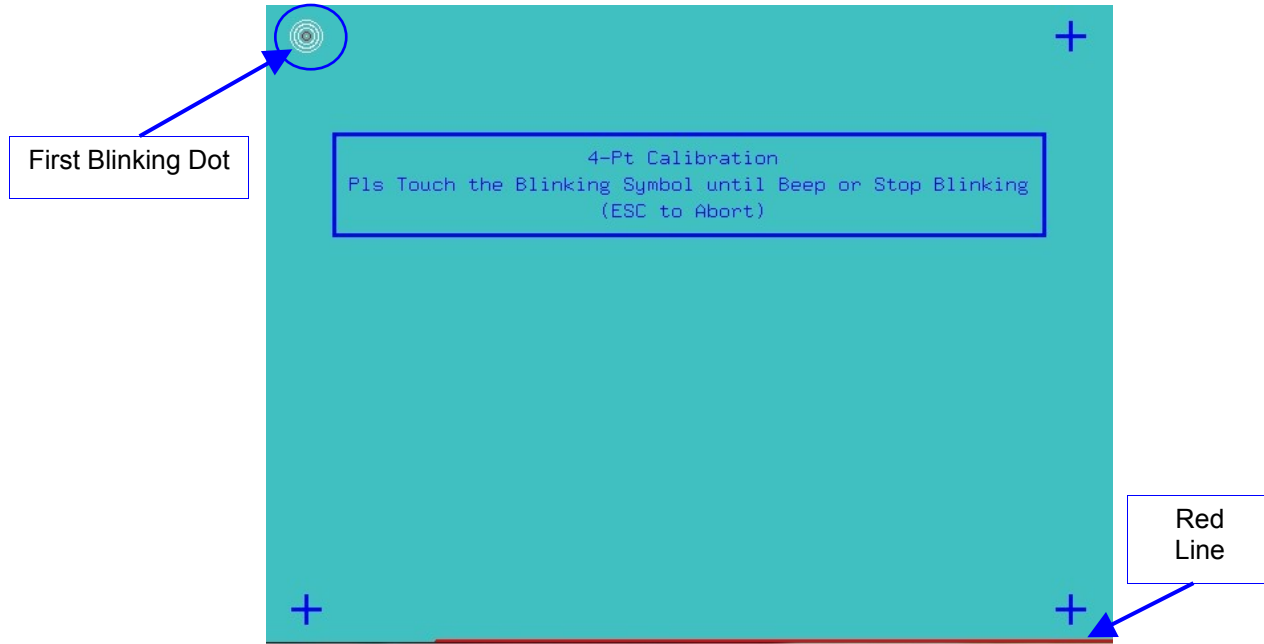 First Blinking Dot
4-Pt Calibration
Pls Touch the Blinking Symbol until Beep or Stop Blinking
(ESC to Abort)
Red
Line